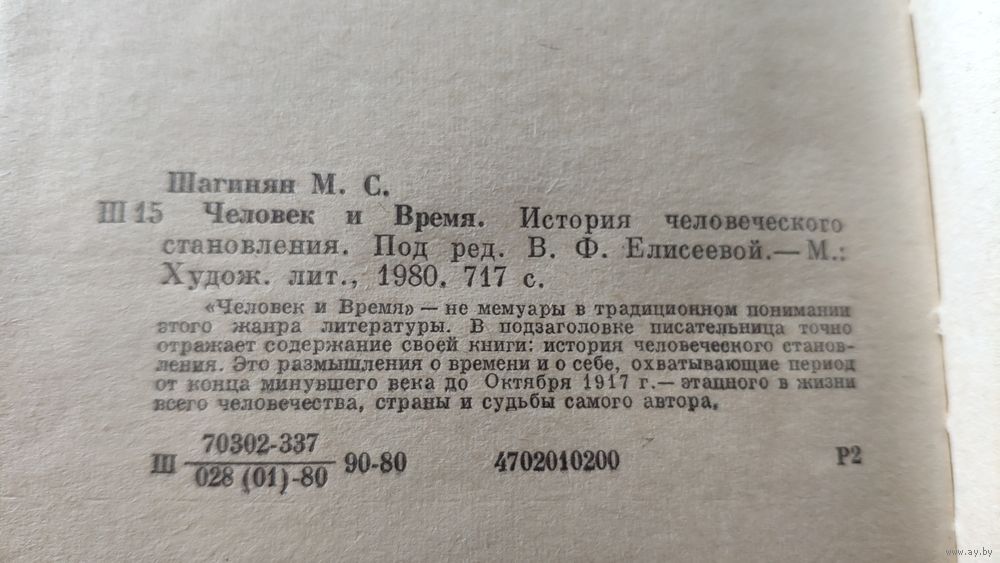 Шагинян М. С.
Ш 15 Человек и Время. История человеческого
становления. Под ред. В. Ф. Елисеевой.— М.:
Худож. лит., 1980. 717 с.
«Человек и Время» — не мемуары в традиционном понимании
этого жанра литературы. В подзаголовке писательница точно
отражает содержание своей книги: история человеческого станов-
ления. Это размышления о времени и о себе, охватывающие период
от конца минувшего века до Октября 1917 г.— этапного в жизни
всего человечества, страны и судьбы самого автора.
70302-337
Ш 90-80 4702010200 Р2
028 (01)-80
www.ay.by